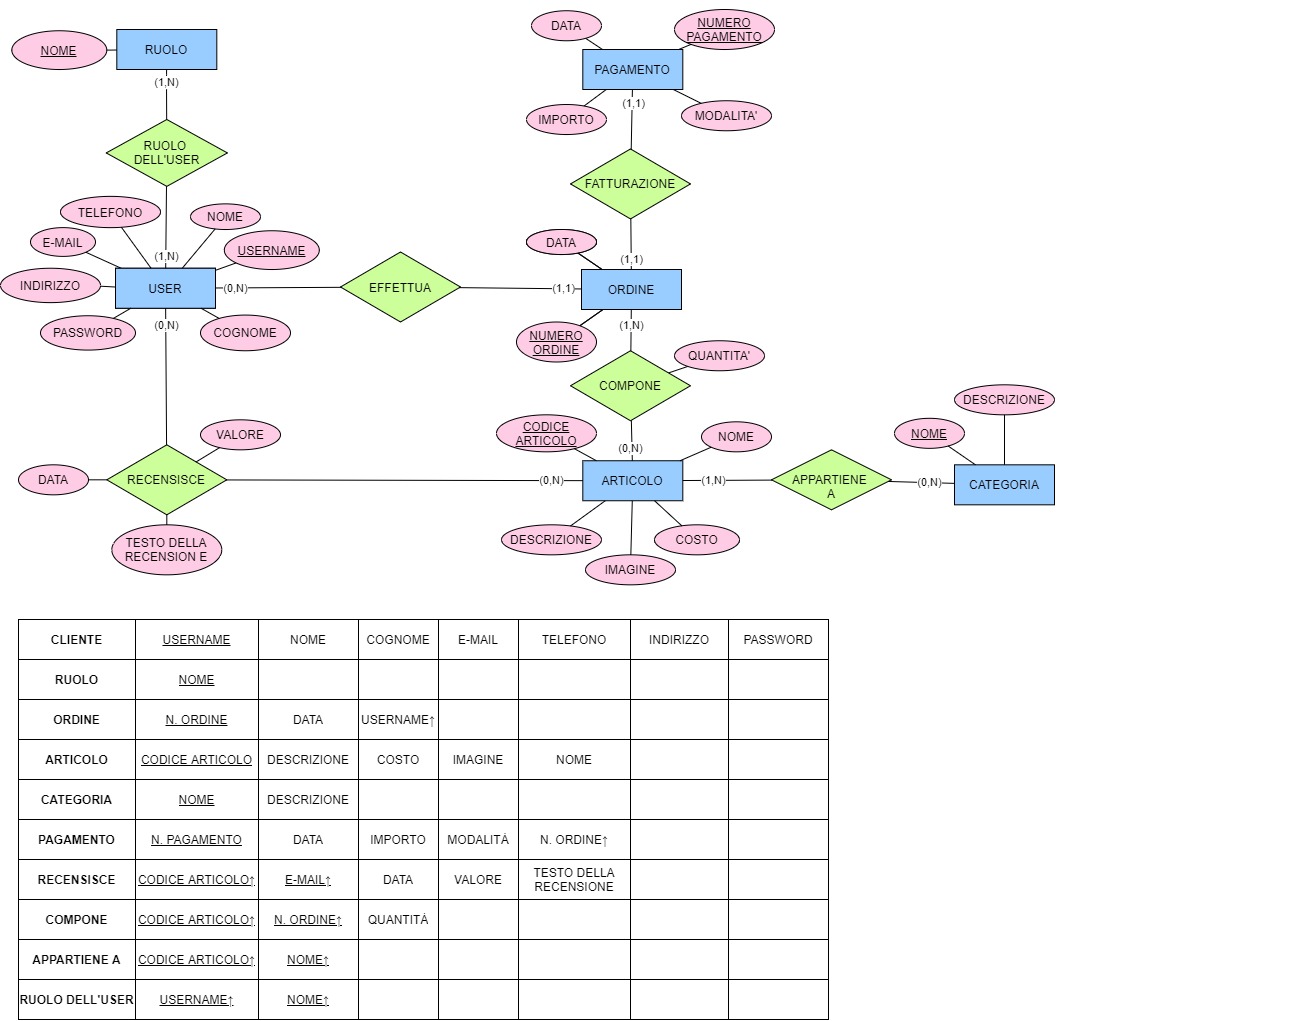 DATA
NUMERO
PAGAMENTO
NOME
RUOLO
PAGAMENTO
(1,N)
(1,1)
IMPORTO
MODALITA'
RUOLO
DELL'USER
FATTURAZIONE
TELEFONO
NOME
E-MAIL
USERNAME
DATA
(1,N)
(1,1)
INDIRIZZO
USER
(0,N)
EFFETTUA
(1,1)
ORDINE
(0,N)
(1,N)
PASSWORD
COGNOME
NUMERO
ORDINE
QUANTITA'
COMPONE
DESCRIZIONE
VALORE
CODICE
ARTICOLO
NOME
NOME
(0,N)
DATA
RECENSISCE
(0,N)
ARTICOLO
(1,N)
APPARTIENE
A
(0,N)
CATEGORIA
TESTO DELLA
RECENSION E
DESCRIZIONE
COSTO
IMAGINE
CLIENTE USERNAME NOME COGNOME E-MAIL TELEFONO INDIRIZZO PASSWORD
RUOLO NOME
ORDINE N. ORDINE DATA USERNAME↑
ARTICOLO CODICE ARTICOLO DESCRIZIONE COSTO IMAGINE NOME
CATEGORIA NOME DESCRIZIONE
PAGAMENTO N. PAGAMENTO DATA IMPORTO MODALITÀ N. ORDINE↑
RECENSISCE CODICE ARTICOLO↑ E-MAIL↑ DATA VALORE TESTO DELLA
RECENSIONE
COMPONE CODICE ARTICOLO↑ N. ORDINE↑ QUANTITÀ
APPARTIENE A CODICE ARTICOLO↑ NOME↑
RUOLO DELL'USER USERNAME↑ NOME↑